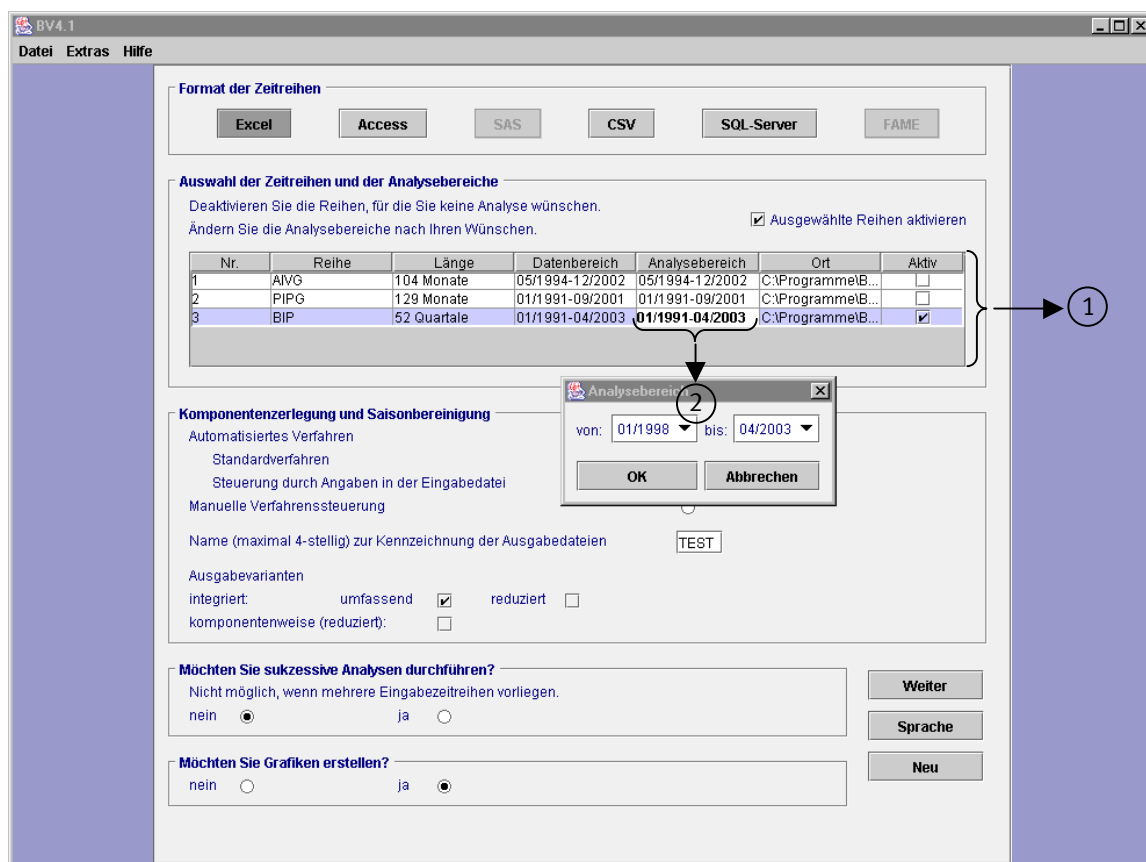 BV4.1
Datei Extras Hilfe
Format der Zeitreihen
Excel Access SAS CSV SQL-Server FAME
Auswahl der Zeitreihen und der Analysebereiche
Deaktivieren Sie die Reihen, für die Sie keine Analyse wünschen.
Ändern Sie die Analysebereiche nach Ihren Wünschen.
Ausgewählte Reihen aktivieren
Nr. Reihe Länge Datenbereich Analysebereich Ort Aktiv
1 AIVG 104 Monate 05/1994-12/2002 05/1994-12/2002 C:\Programme\B...
2 PIPG 129 Monate 01/1991-09/2001 01/1991-09/2001 C:\Programme\B...
3 BIP 52 Quartale 01/1991-04/2003 01/1991-04/2003 C:\Programme\B...
1
Analysebereich
2
von: 01/1998 bis: 04/2003
OK Abbrechen
Komponentenzerlegung und Saisonbereinigung
Automatisiertes Verfahren
Standardverfahren
Steuerung durch Angaben in der Eingabedatei
Manuelle Verfahrenssteuerung
Name (maximal 4-stellig) zur Kennzeichnung der Ausgabedateien TEST
Ausgabevarianten
integriert: umfassend reduziert
komponentenweise (reduziert):
Möchten Sie sukzessive Analysen durchführen?
Nicht möglich, wenn mehrere Eingabezeitreihen vorliegen.
nein ja
Möchten Sie Grafiken erstellen?
nein ja
Weiter
Sprache
Neu